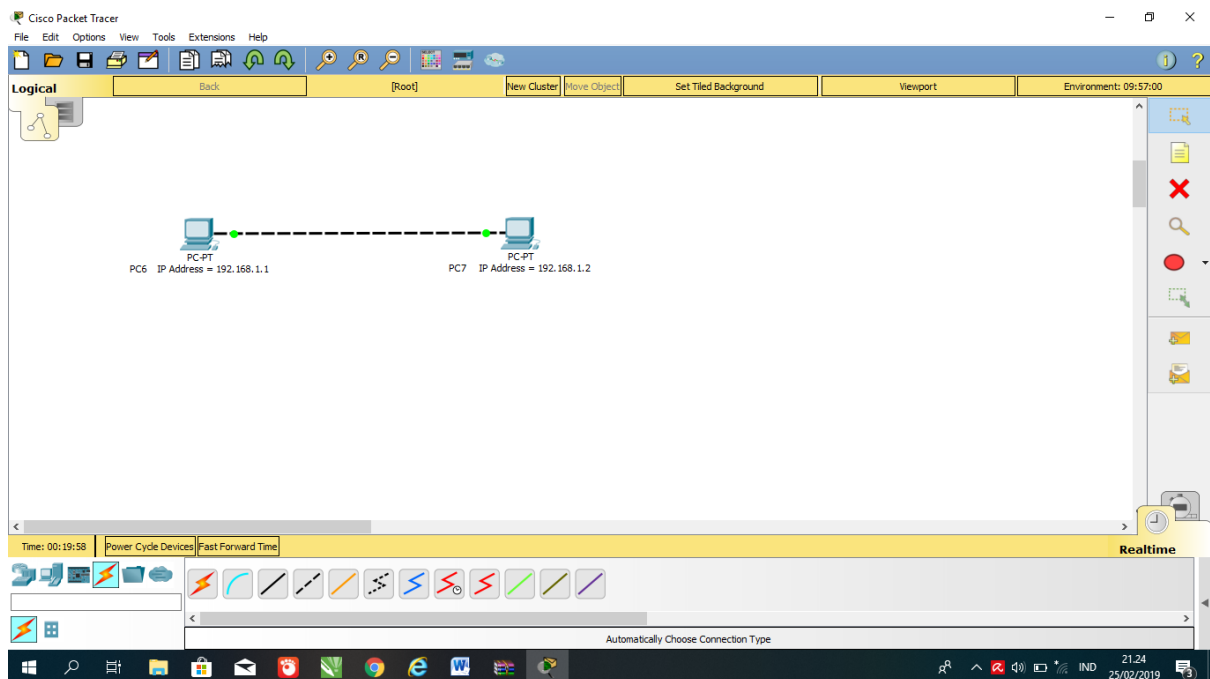 Cisco Packet Tracer
File Edit Options View Tools Extensions Help
Logical Back [Root] New Cluster Move Object Set Tiled Background Viewport Environment: 09:57:00
PC-PT PC-PT
PC6 IP Address = 192.168.1.1 PC7 IP Address = 192.168.1.2
Time: 00:19:58 Power Cycle Devices Fast Forward Time Realtime
Automatically Choose Connection Type
IND 21.24
25/02/2019 3